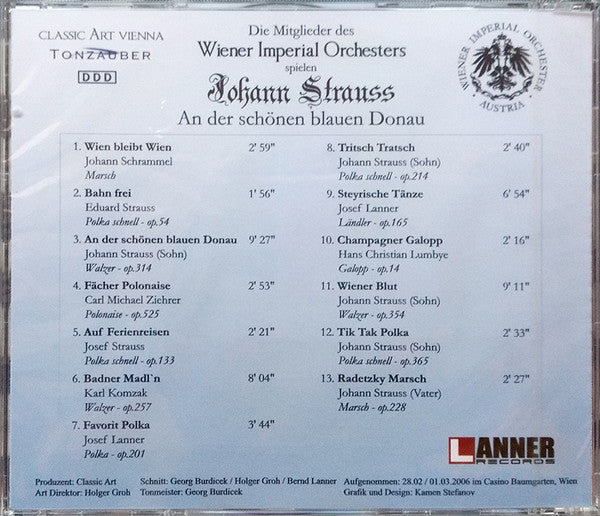 CLASSIC ART VIENNA
TONZAUBER
DDD
Die Mitglieder des
Wiener Imperial Orchesters
spielen
Johann Strauss
An der schönen blauen Donau
WIENER IMPERIAL ORCHESTER
AUSTRIA
1. Wien bleibt Wien 2' 59"
Johann Schrammel
Marsch
2. Bahn frei 1' 56"
Eduard Strauss
Polka schnell - op.54
3. An der schönen blauen Donau 9' 27"
Johann Strauss (Sohn)
Walzer - op.314
4. Fächer Polonaise 2' 53"
Carl Michael Ziehrer
Polonaise - op.525
5. Auf Ferienreisen 2' 21"
Josef Strauss
Polka schnell - op.133
6. Badner Madl`n 8' 04"
Karl Komzak
Walzer - op.257
7. Favorit Polka 3' 44"
Josef Lanner
Polka - op.201
8. Tritsch Tratsch 2' 40"
Johann Strauss (Sohn)
Polka schnell - op.214
9. Steyrische Tänze 6' 54"
Josef Lanner
Ländler - op.165
10. Champagner Galopp 2' 16"
Hans Christian Lumbye
Galopp - op.14
11. Wiener Blut 9' 11"
Johann Strauss (Sohn)
Walzer - op.354
12. Tik Tak Polka 2' 33"
Johann Strauss (Sohn)
Polka schnell - op.365
13. Radetzky Marsch 2' 27"
Johann Strauss (Vater)
Marsch - op.228
LANNER
RECORDS
Produzent: Classic Art Schnitt: Georg Burdicek / Holger Groh / Bernd Lanner Aufgenommen: 28.02 / 01.03.2006 im Casino Baumgarten, Wien
Art Direktor: Holger Groh Tonmeister: Georg Burdicek Grafik und Design: Kamen Stefanov